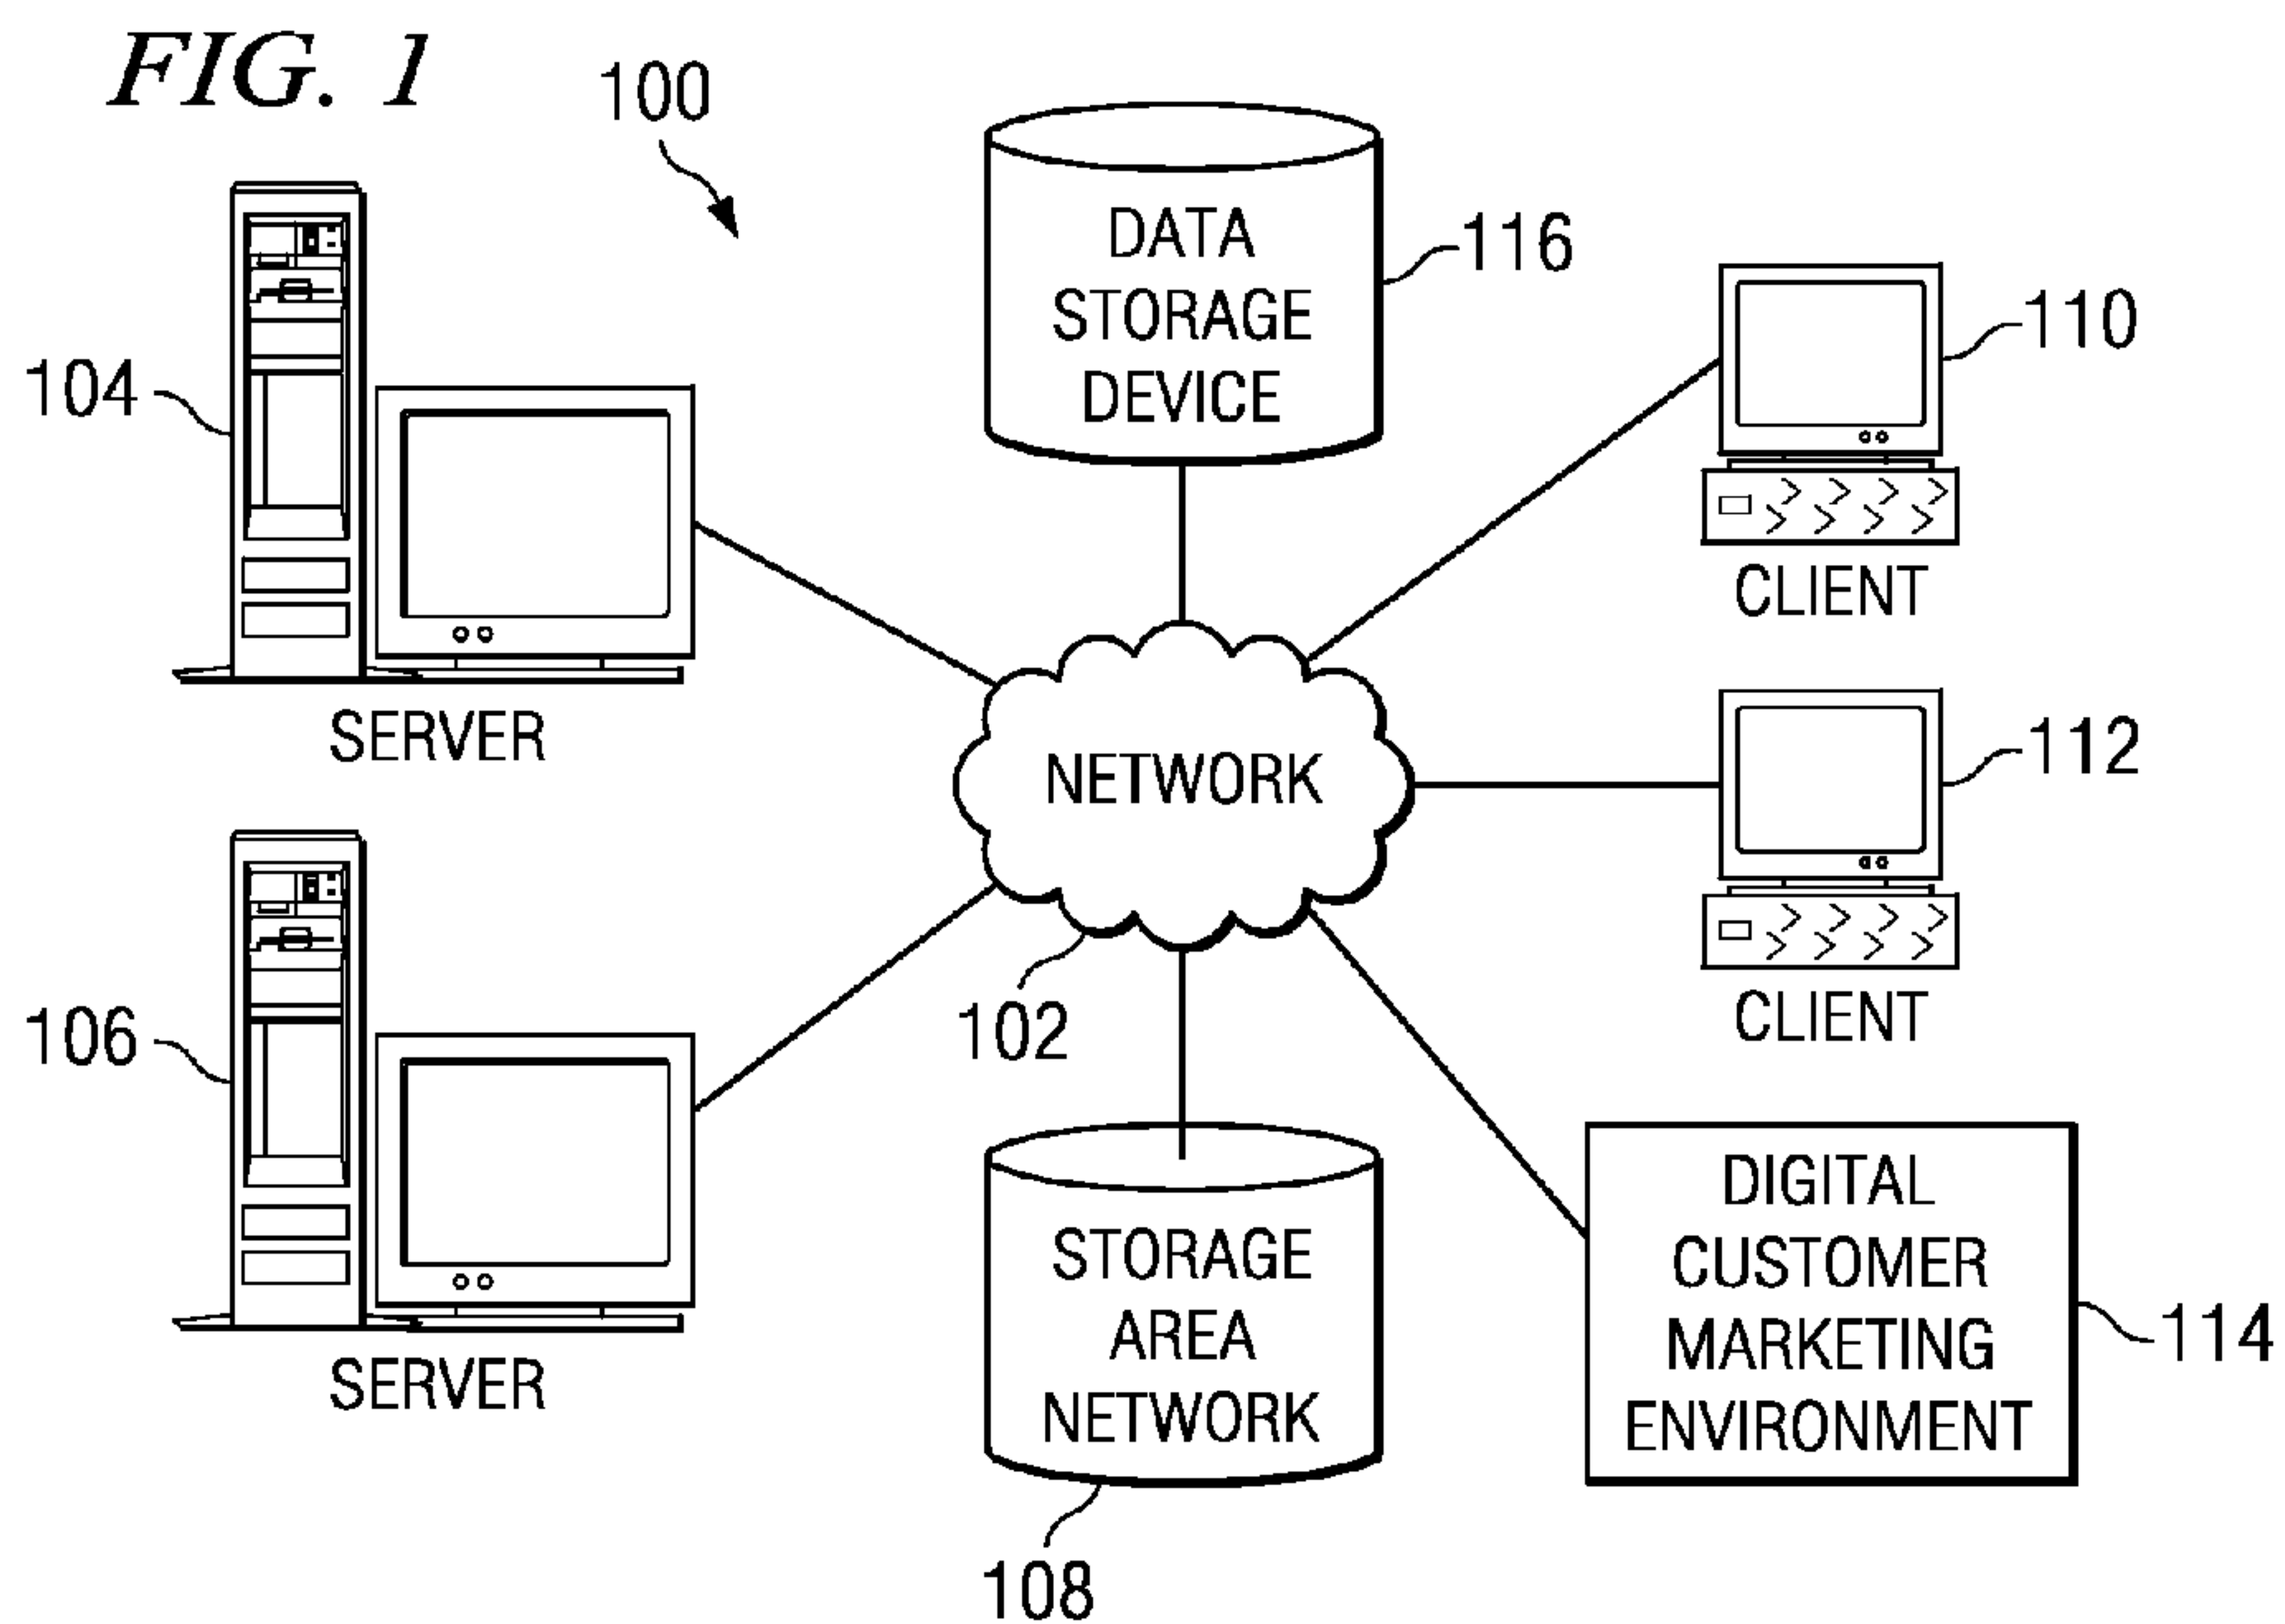 FIG. 1
100
DATA
STORAGE
DEVICE
116
110
CLIENT
104
SERVER
NETWORK
102
112
CLIENT
106
SERVER
STORAGE
AREA
NETWORK
108
DIGITAL
CUSTOMER
MARKETING
ENVIRONMENT
114